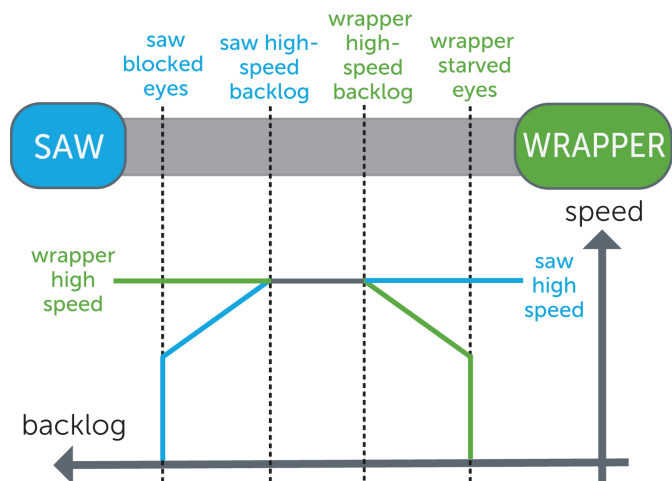 saw
blocked
eyes
saw high-
speed
backlog
wrapper
high-
speed
backlog
wrapper
starved
eyes
SAW
WRAPPER
speed
wrapper
high
speed
saw
high
speed
backlog